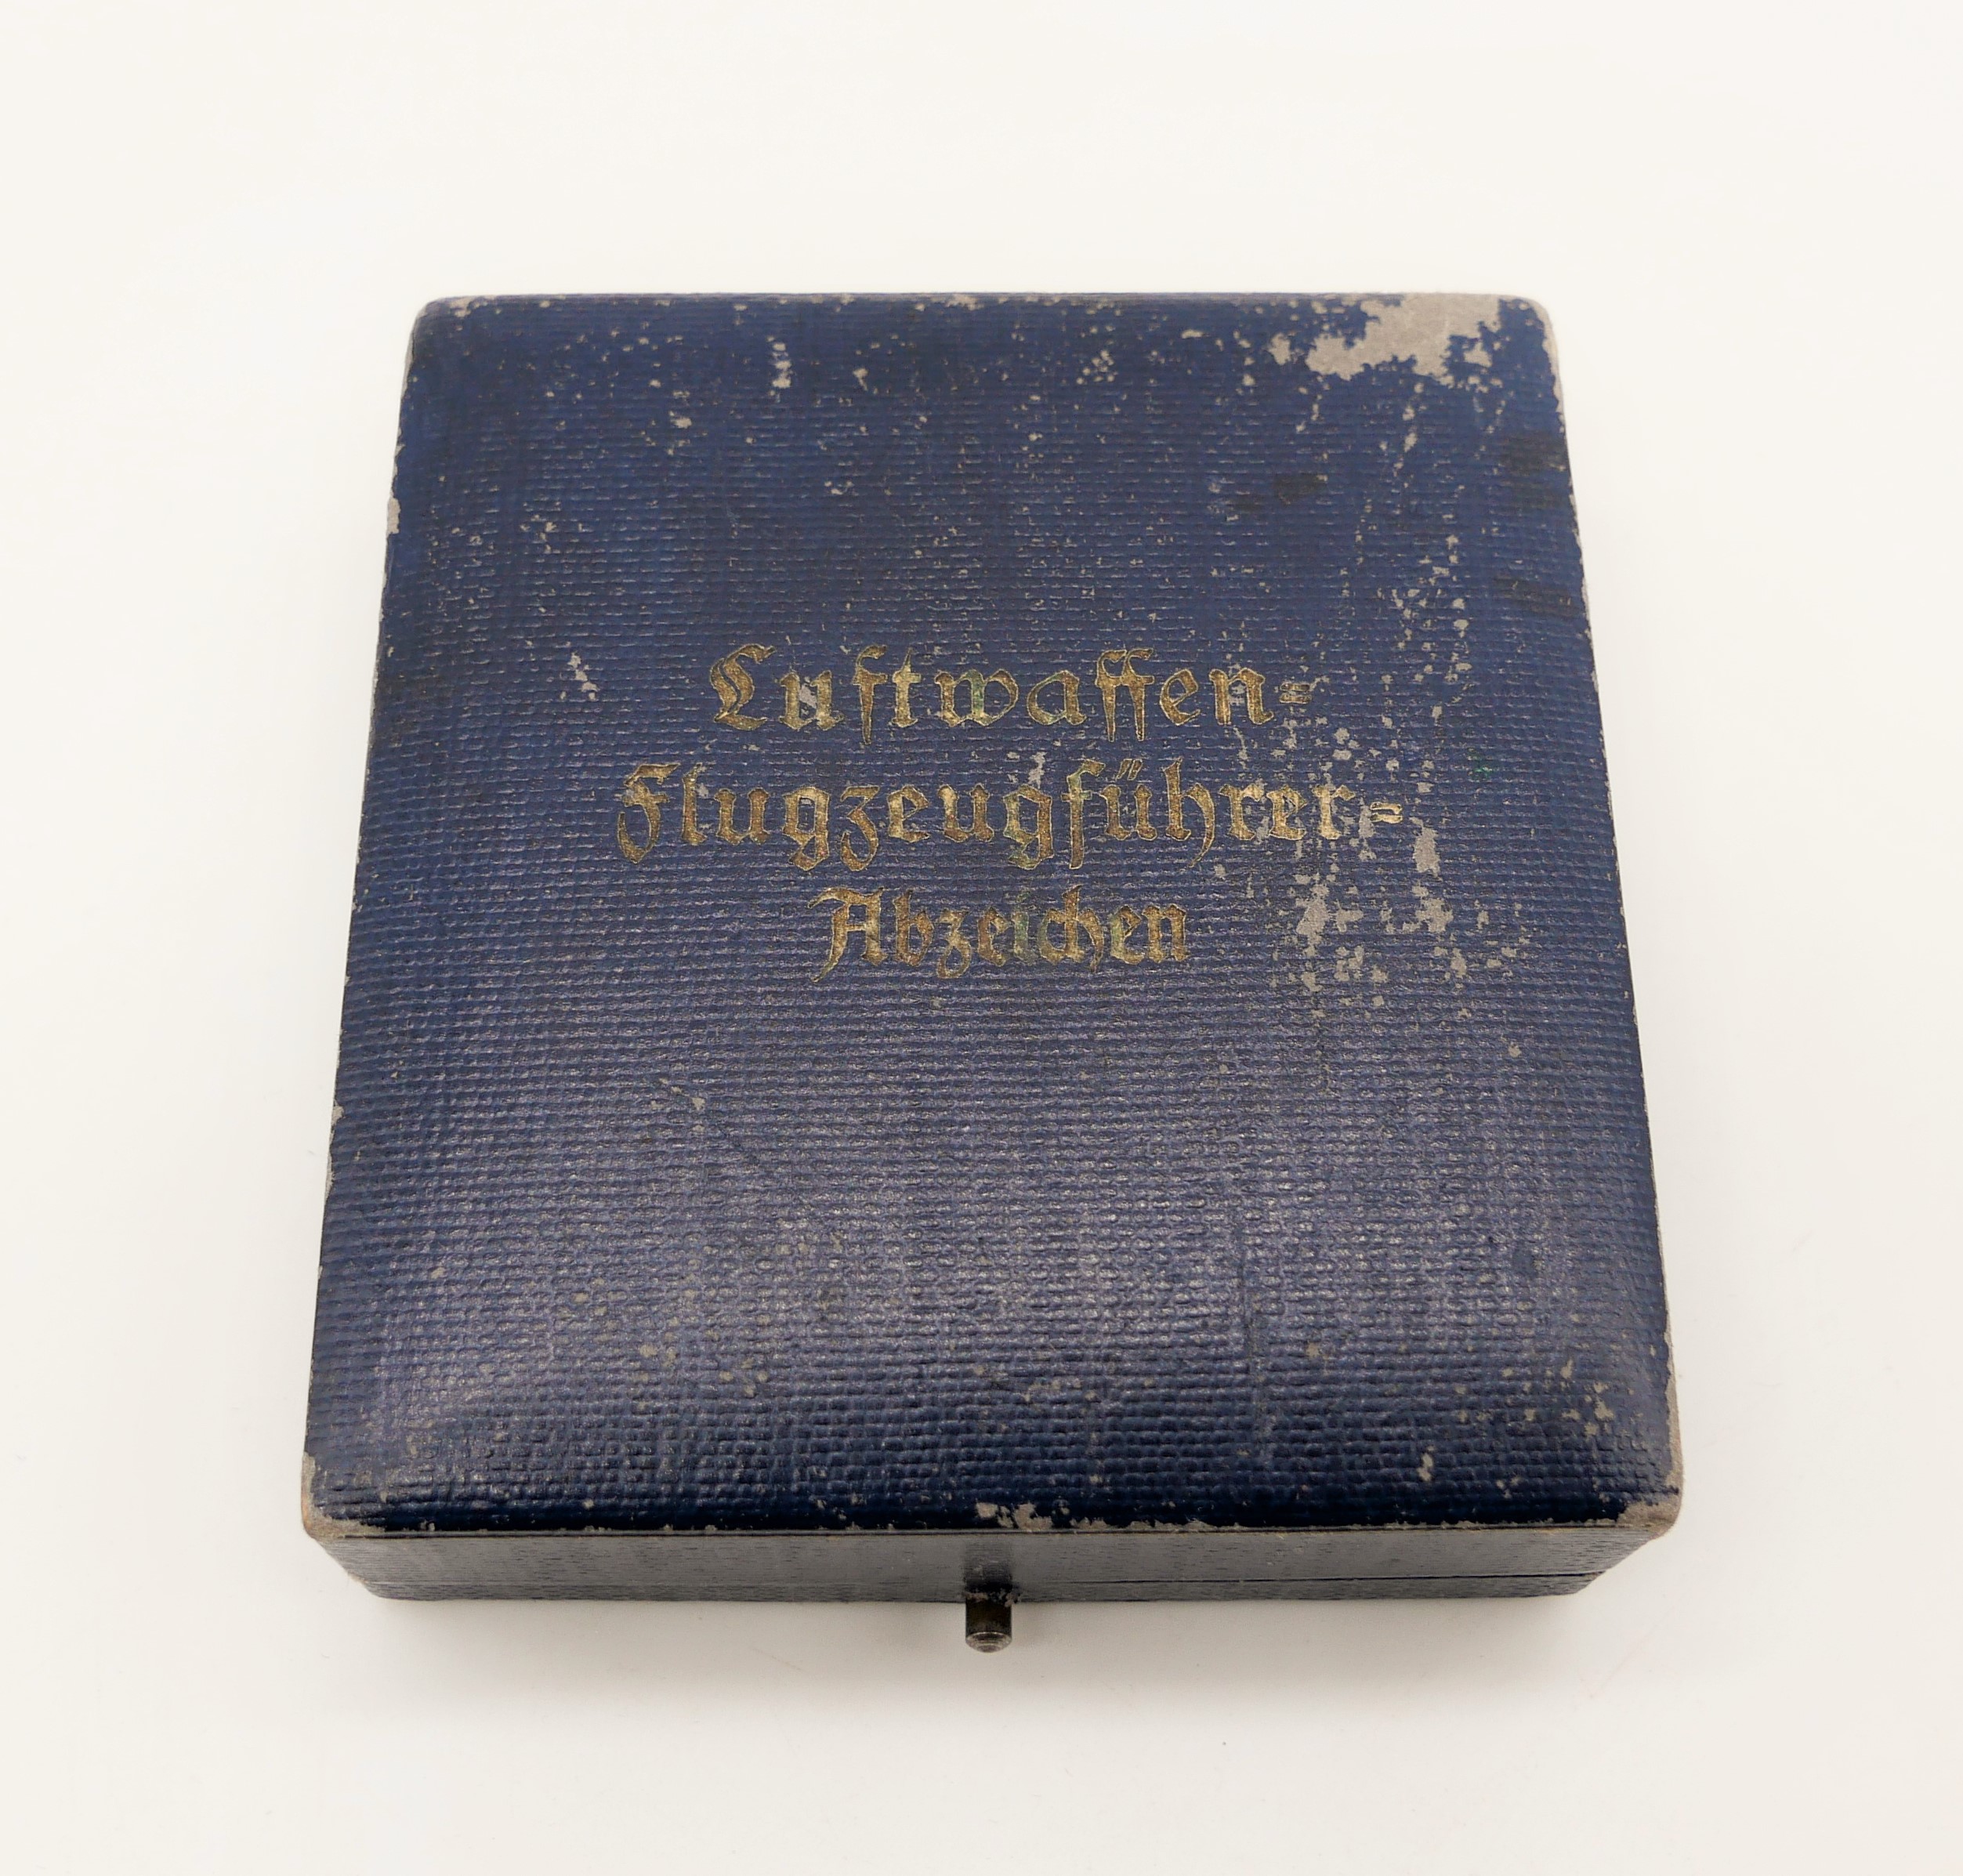 Luftwaffen=
Flugzeugführer=
Abzeichen